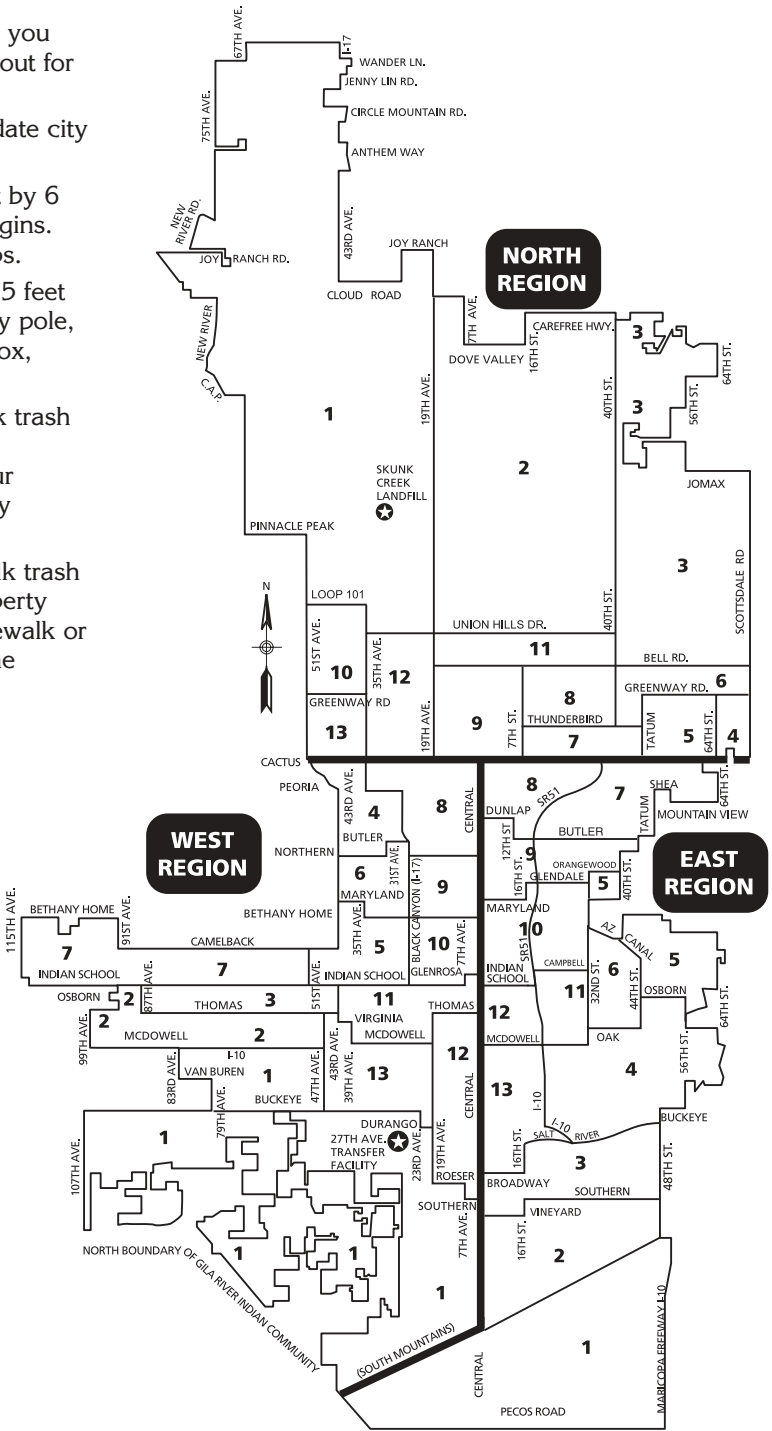 you
out for
date city
t by 6
gins.
os.
5 feet
y pole,
ox,
k trash
ur
y
lk trash
perty
ewalk or
ne
67TH AVE.
I-17
WANDER LN.
JENNY LIN RD.
CIRCLE MOUNTAIN RD.
75TH AVE.
ANTHEM WAY
NEW
RIVER RD.
43RD AVE.
JOY RANCH RD.
JOY RANCH
NORTH
REGION
CLOUD ROAD
NEW RIVER
C.A.P.
7TH AVE.
16TH ST.
CAREFREE HWY.
DOVE VALLEY
3
64TH ST.
56TH ST.
1
19TH AVE.
40TH ST.
3
2
SKUNK
CREEK
LANDFILL
JOMAX
PINNACLE PEAK
3
SCOTTSDALE RD
N
LOOP 101
51ST AVE.
35TH AVE.
UNION HILLS DR.
40TH ST.
11
BELL RD.
10
12
GREENWAY RD
8
GREENWAY RD.
6
13
19TH AVE.
9
7TH ST.
THUNDERBIRD
7
TATUM
5
64TH ST.
4
CACTUS
PEORIA
43RD AVE.
4
8
CENTRAL
8
SR51
7
SHEA
64TH ST.
MOUNTAIN VIEW
DUNLAP
TATUM
WEST
REGION
BUTLER
12TH ST
BUTLER
NORTHERN
31ST AVE.
9
ORANGEWOOD
EAST
REGION
6
BLACK CANYON (I-17)
9
16TH ST.
GLENDALE
5
40TH ST.
MARYLAND
MARYLAND
115TH AVE.
BETHANY HOME
91ST AVE.
BETHANY HOME
35TH AVE.
10
AZ CANAL
7
CAMELBACK
5
10
7TH AVE.
SR51
CAMPBELL
32ND ST.
6
44TH ST.
5
INDIAN SCHOOL
7
51ST AVE.
INDIAN SCHOOL
GLENROSA
INDIAN
SCHOOL
11
OSBORN
64TH ST.
OSBORN
2
87TH AVE.
THOMAS
3
11
VIRGINIA
THOMAS
12
99TH AVE.
2
MCDOWELL
2
43RD AVE.
MCDOWELL
MCDOWELL
OAK
56TH ST.
I-10
12
4
83RD AVE.
VAN BUREN
1
47TH AVE.
39TH AVE.
13
CENTRAL
13
I-10
79TH AVE.
BUCKEYE
BUCKEYE
107TH AVE.
1
DURANGO
27TH AVE.
TRANSFER
FACILITY
23RD AVE.
19TH AVE.
16TH ST.
I-10
SALT RIVER
48TH ST.
ROESER
BROADWAY
3
SOUTHERN
SOUTHERN
7TH AVE.
16TH ST.
VINEYARD
NORTH BOUNDARY OF GILA RIVER INDIAN COMMUNITY
1
1
2
1
(SOUTH MOUNTAINS)
CENTRAL
1
MARICOPA FREEWAY I-10
PECOS ROAD